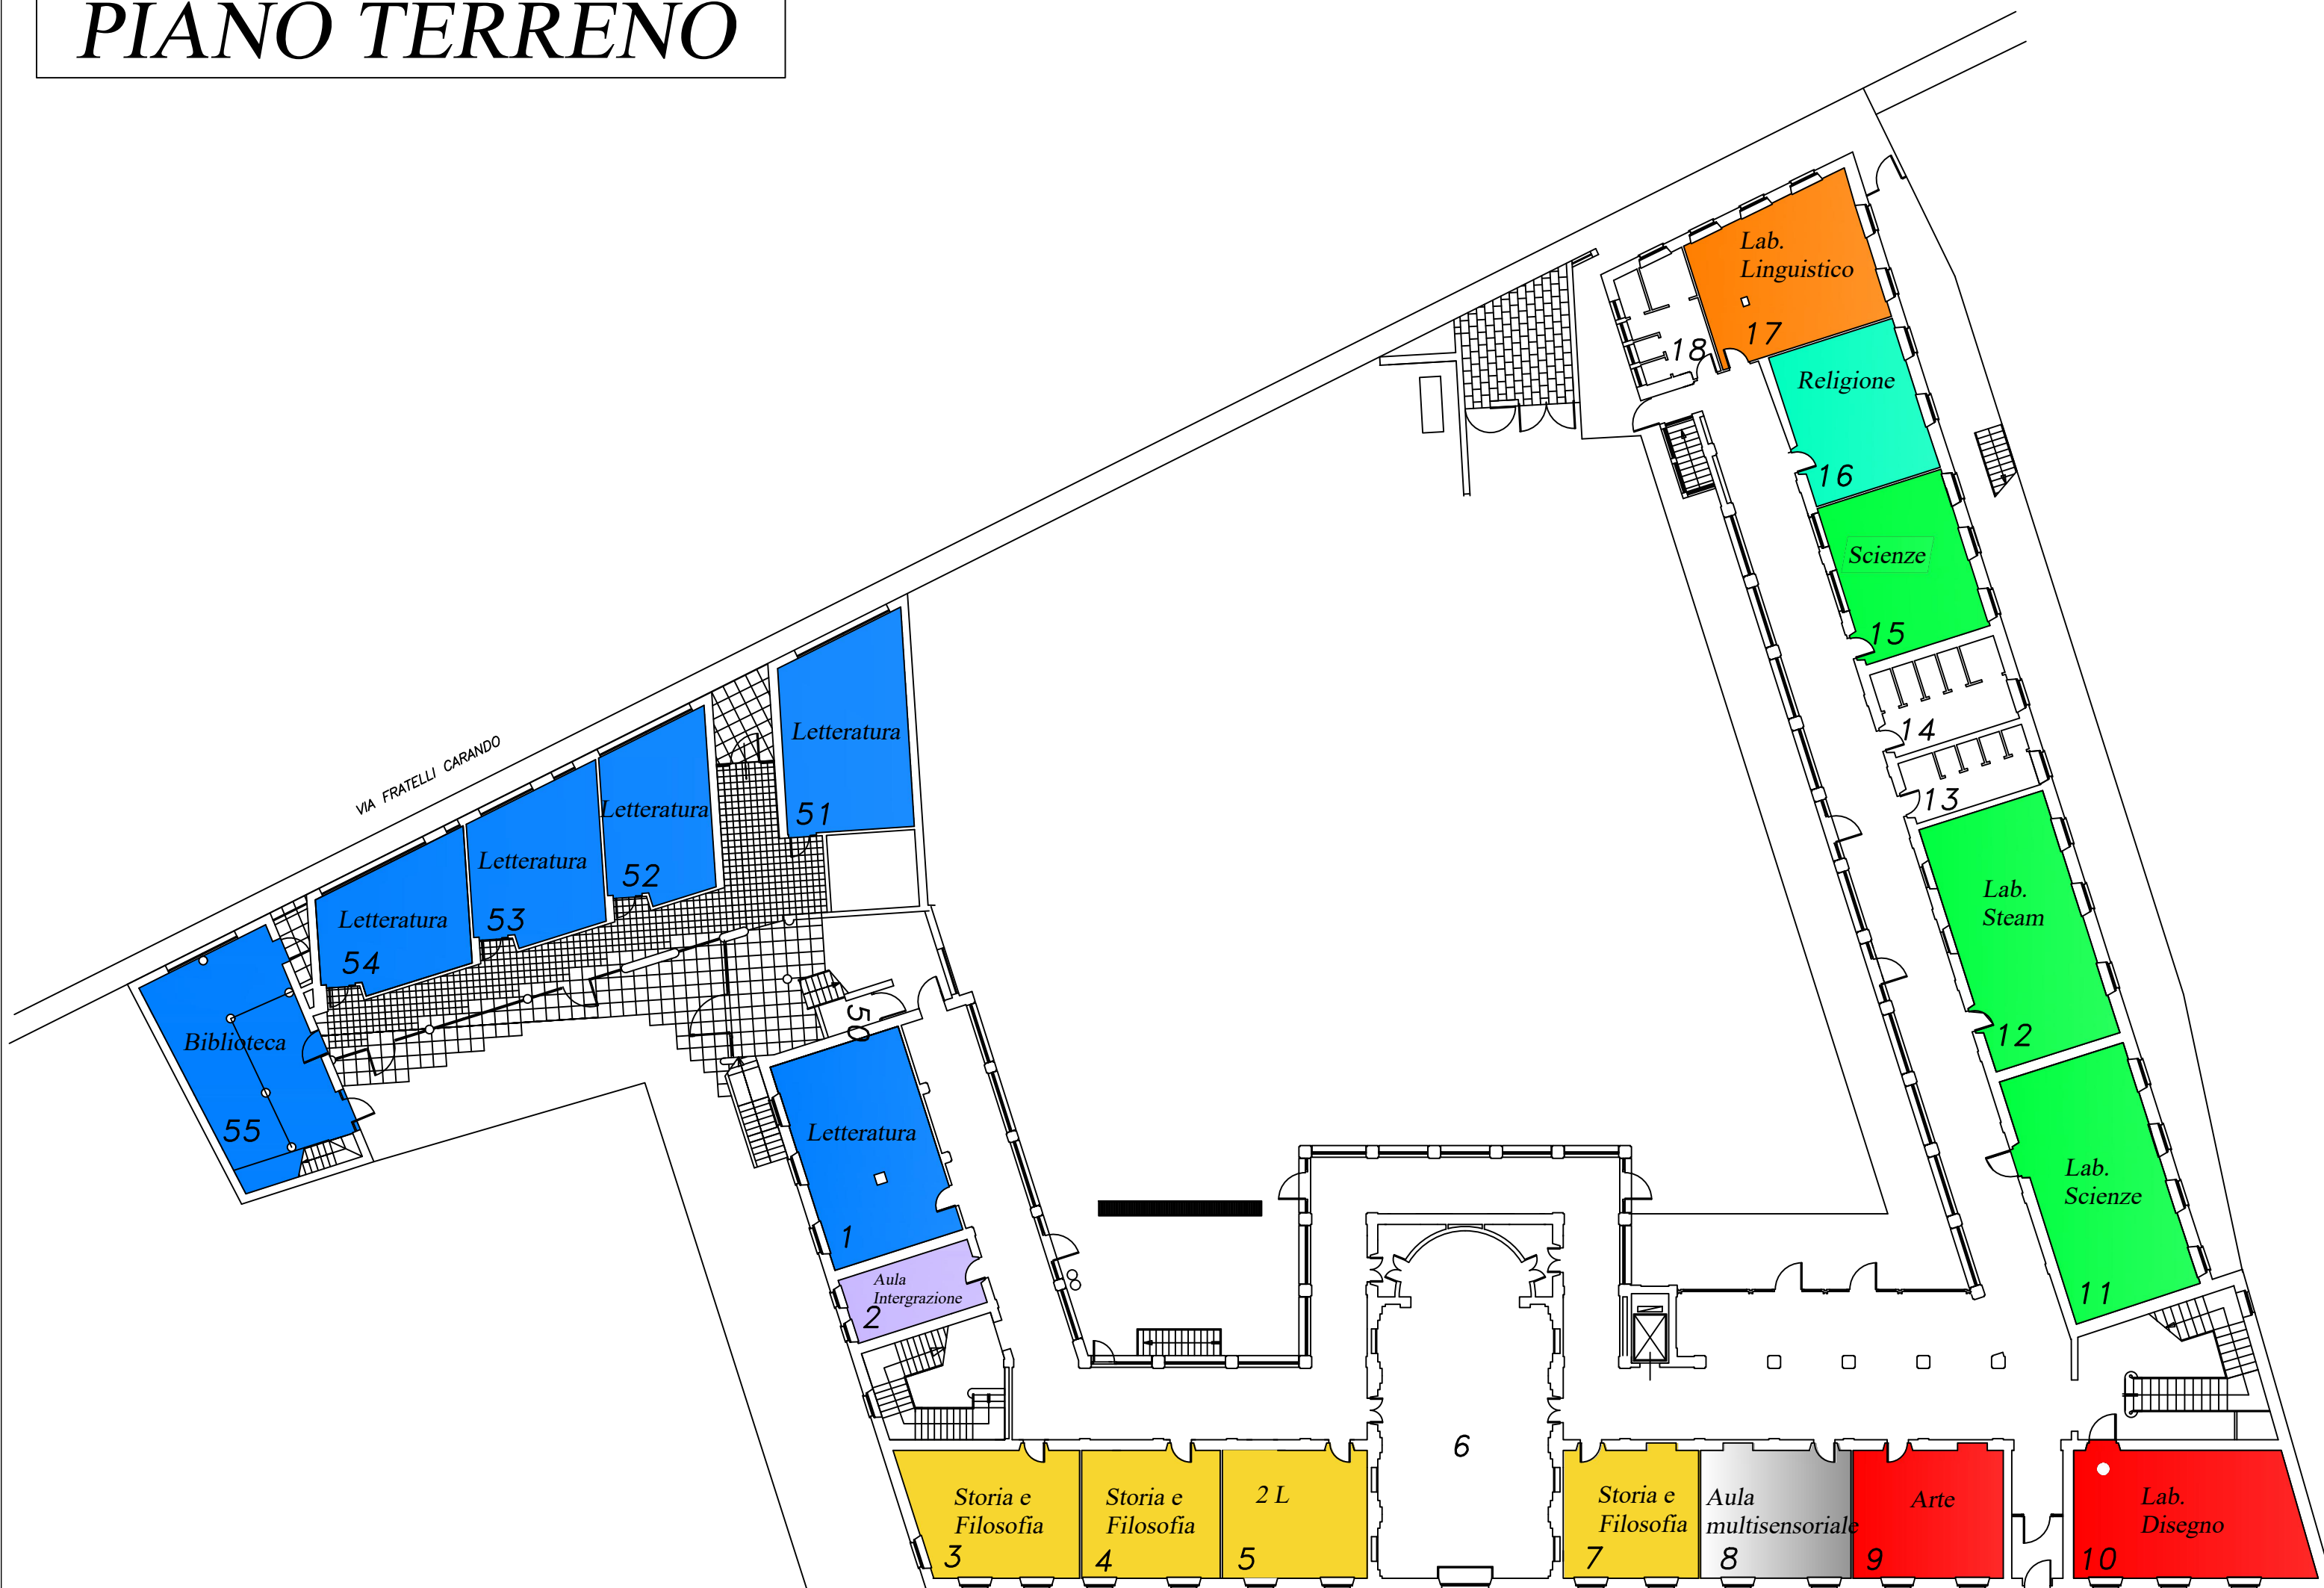 PIANO TERRENO
Lab.
Linguistico
17
18
Religione
16
Scienze
15
14
13
Lab.
Steam
12
Lab.
Scienze
11
VIA FRATELLI CARANDO
Letteratura
51
Letteratura
52
Letteratura
53
Letteratura
54
Biblioteca
55
50
Letteratura
1
Aula
Intergrazione
2
Storia e
Filosofia
3
Storia e
Filosofia
4
2 L
5
6
Storia e
Filosofia
7
Aula
multisensoriale
8
Arte
9
Lab.
Disegno
10